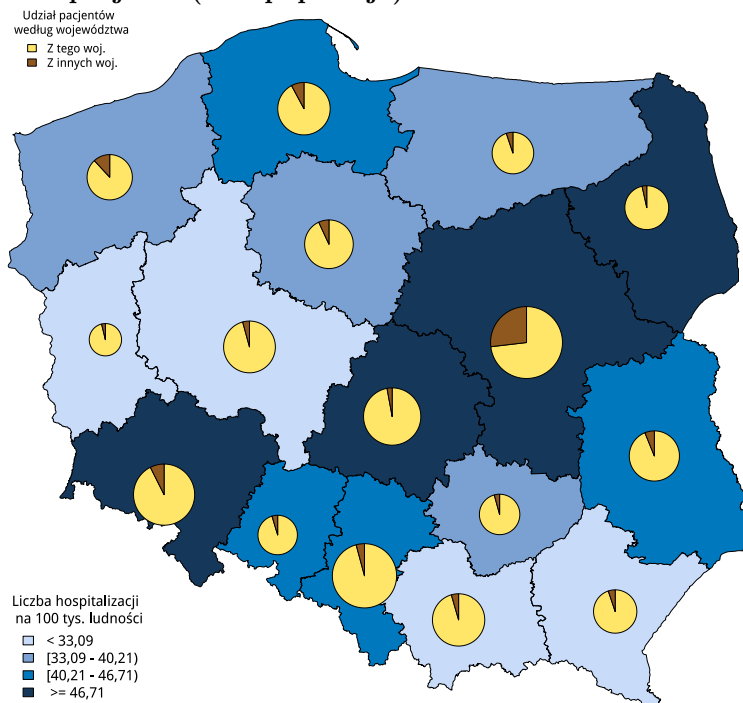 Udział pacjentów
według województwa
Z tego woj.
Z innych woj.
Liczba hospitalizacji
na 100 tys. ludności
< 33,09
[33,09 - 40,21)
[40,21 - 46,71)
>= 46,71